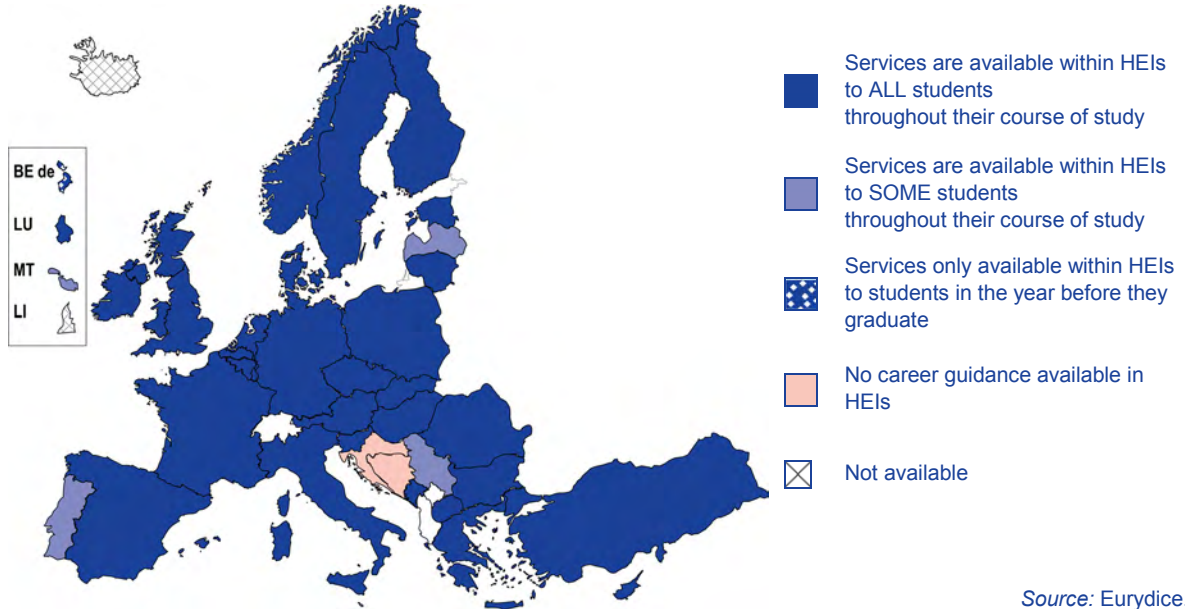 BE de
LU
MT
LI
Services are available within HEIs
to ALL students
throughout their course of study
Services are available within HEIs
to SOME students
throughout their course of study
Services only available within HEIs
to students in the year before they
graduate
No career guidance available in
HEIs
Not available
Source: Eurydice